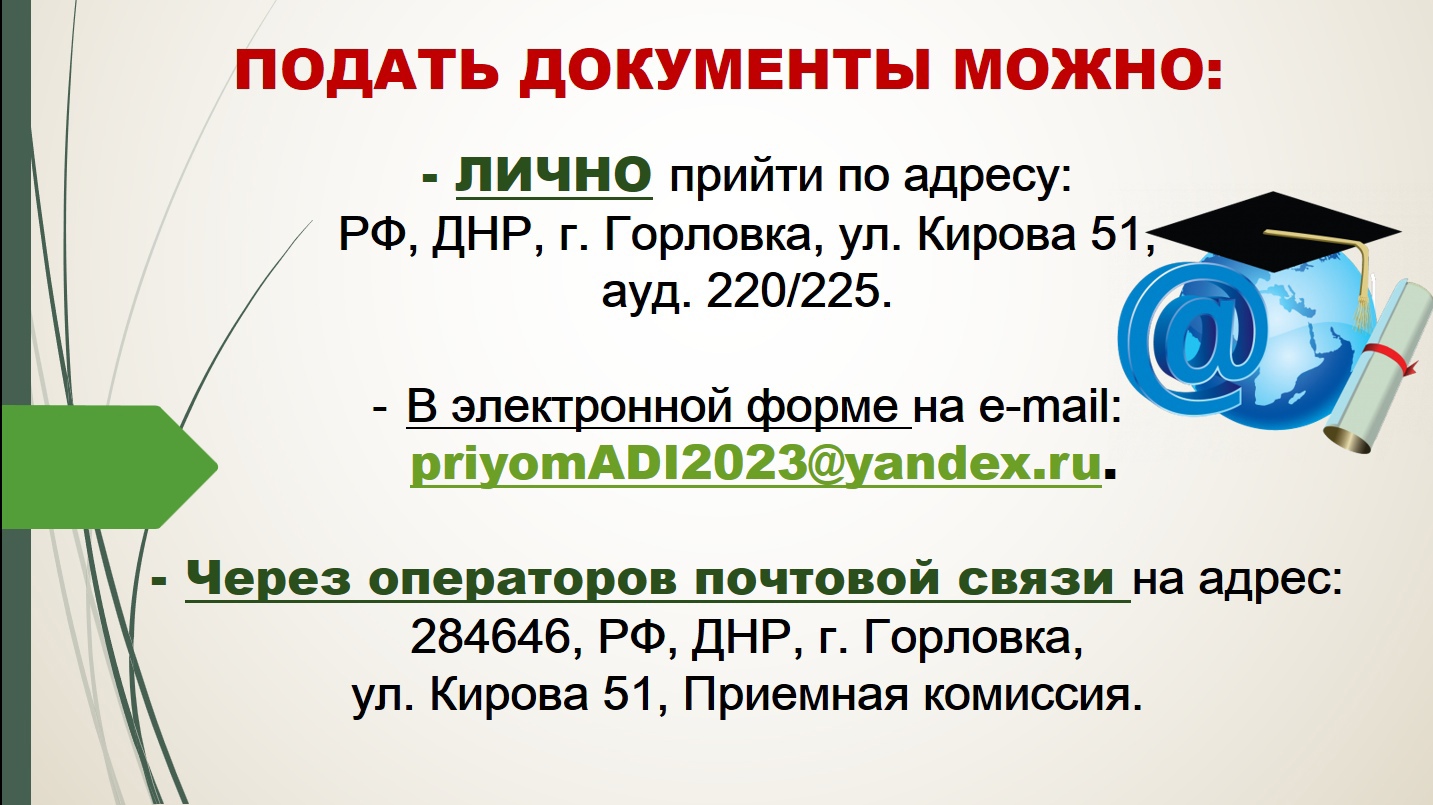 ПОДАТЬ ДОКУМЕНТЫ МОЖНО:
- ЛИЧНО прийти по адресу:
РФ, ДНР, г. Горловка, ул. Кирова 51,
ауд. 220/225.
- В электронной форме на e-mail:
priyomADI2023@yandex.ru.
- Через операторов почтовой связи на адрес:
284646, РФ, ДНР, г. Горловка,
ул. Кирова 51, Приемная комиссия.